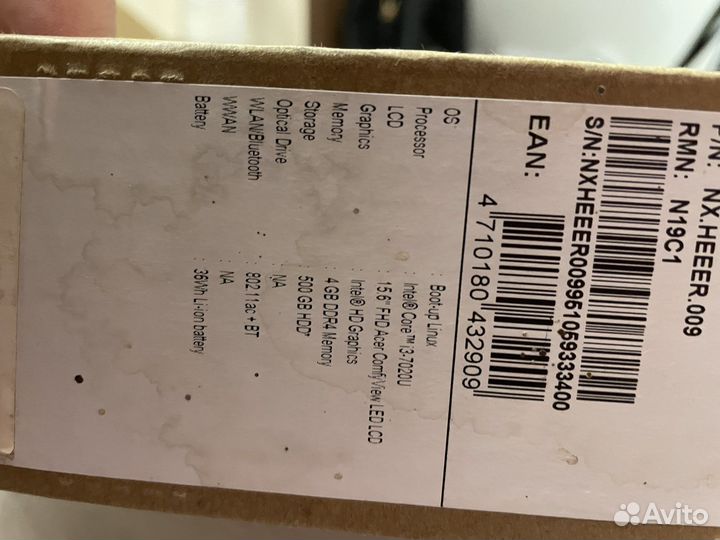 P/N: NX.HEEER.009
RMN: N19C1
S/N:NXHEEER00996105933400
EAN:
4 710180 432909
OS : Boot-up Linux
Processor : Intel® Core™ i3-7020U
LCD : 15.6" FHD Acer ComfyView LED LCD
Graphics : Intel® HD Graphics
Memory : 4 GB DDR4 Memory
Storage : 500 GB HDD*
Optical Drive : NA
WLAN/Bluetooth : 802.11ac + BT
WWAN : NA
Battery : 36Wh Li-ion battery
Avito